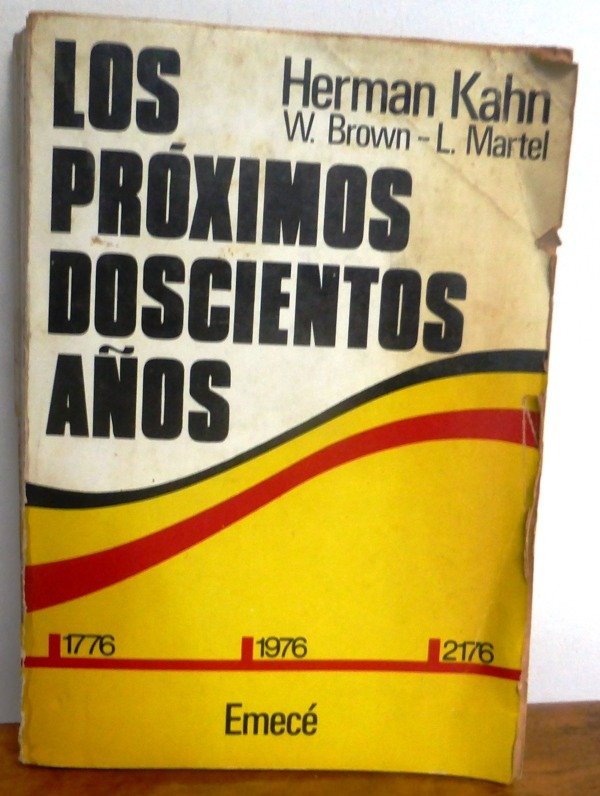 LOS
PRÓXIMOS
DOSCIENTOS
AÑOS
Herman Kahn
W. Brown - L. Martel
1776
1976
2176
Emecé